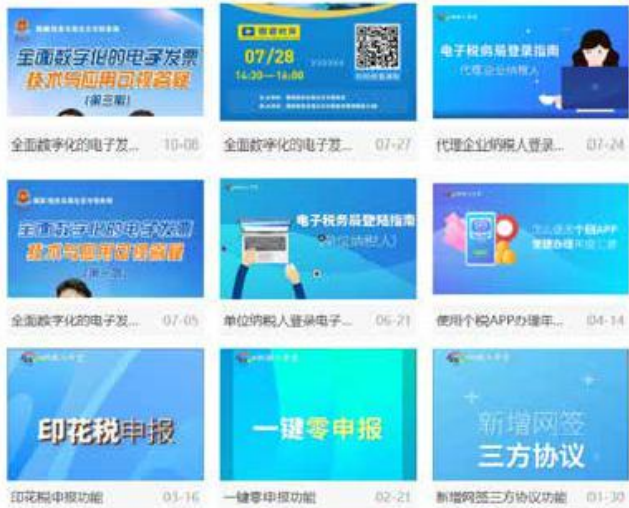 全面数字化的电子发票
技术与应用可视答疑
(第三期)
全面数字化的电子发... 10-08
07/28
14:30—16:00
全面数字化的电子发... 07-27
电子税务局登录指南
代理企业纳税人
代理企业纳税人登录... 07-24
全面数字化的电子发票
技术与应用可视答疑
全面数字化的电子发... 07-05
电子税务局登陆指南
(单位纳税人)
单位纳税人登录电子... 06-21
怎么使用个税APP
使用个税APP办理年... 04-14
印花税申报
印花税申报功能 03-16
一键零申报
一键零申报功能 02-21
新增网签
三方协议
新增网签三方协议功能 01-30